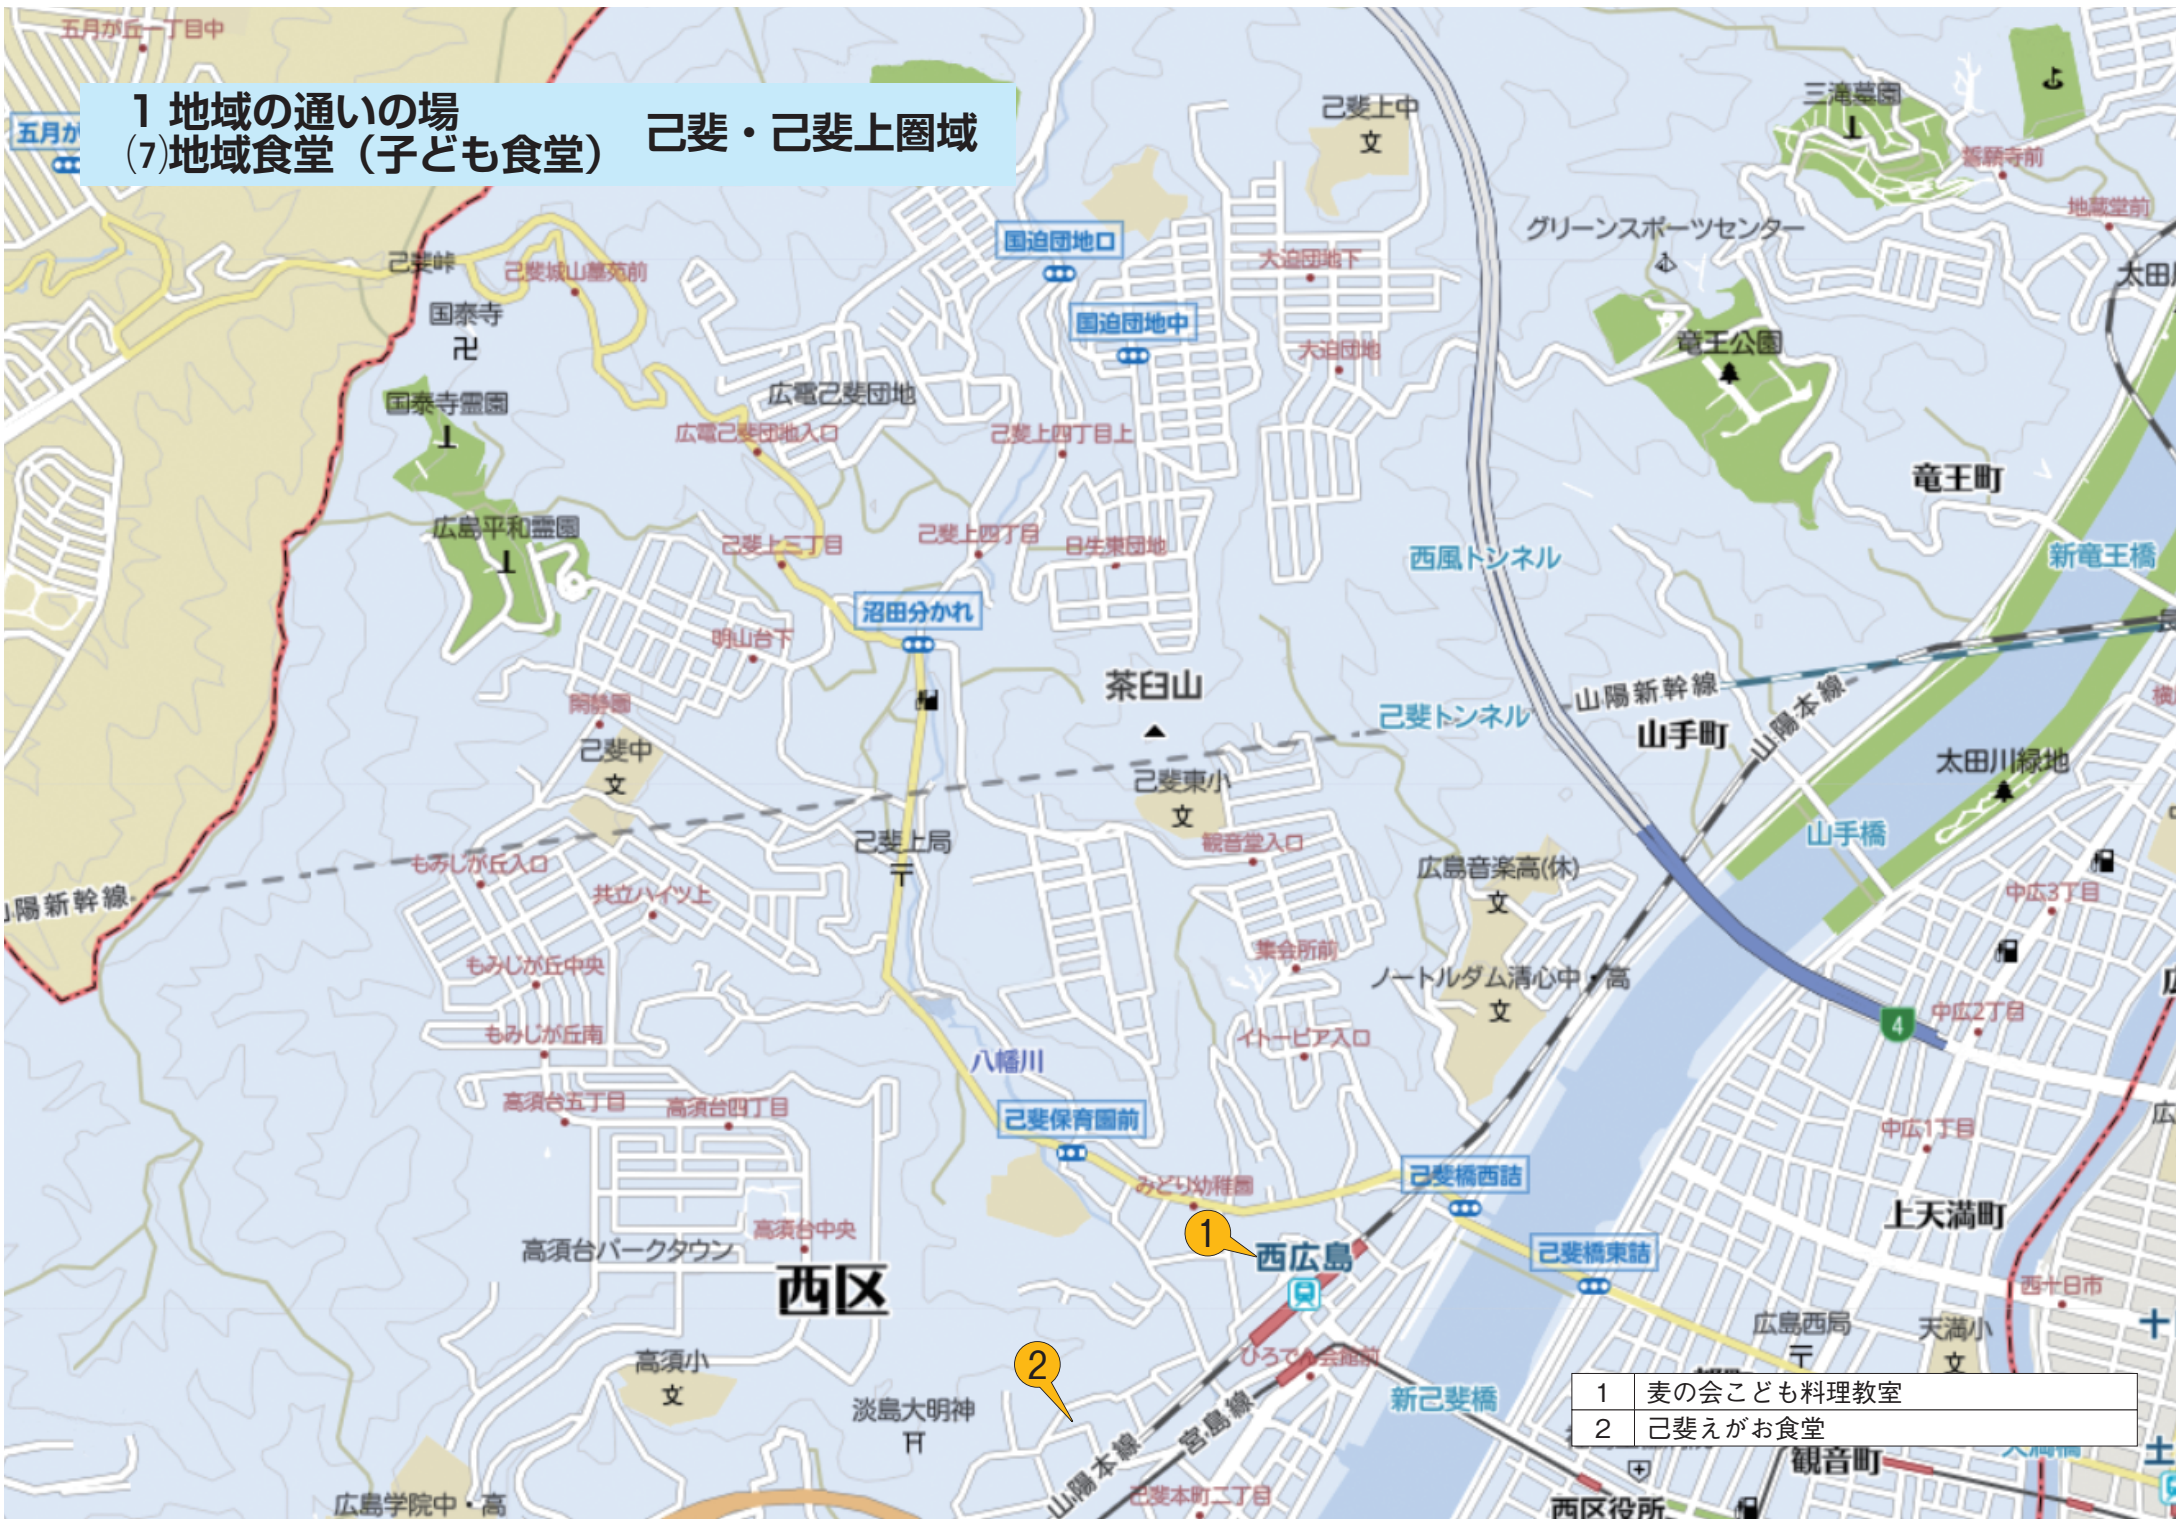 五月が丘一丁目中
1 地域の通いの場
⑺地域食堂（子ども食堂）
己斐・己斐上圏域
五月が
己斐上中
文
三滝墓園
誓願寺前
地蔵堂前
グリーンスポーツセンター
国迫団地口
大迫団地下
己斐峠
己斐城山墓苑前
国泰寺
卍
国迫団地中
大迫団地
竜王公園
国泰寺霊園
広電己斐団地
広電己斐団地入口
己斐上四丁目上
竜王町
広島平和霊園
己斐上三丁目
己斐上四丁目
日生東団地
西風トンネル
新竜王橋
沼田分かれ
明山台下
茶臼山
閑静園
己斐トンネル
山陽新幹線
山手町
山陽本線
己斐中
文
己斐東小
文
太田川緑地
山手橋
己斐上局
〒
観音堂入口
もみじが丘入口
共立ハイツ上
陽新幹線
広島音楽高(休)
文
中広3丁目
もみじが丘中央
集会所前
ノートルダム清心中・高
文
もみじが丘南
イトーピア入口
4
中広2丁目
八幡川
高須台五丁目
高須台四丁目
己斐保育園前
中広1丁目
みどり幼稚園
己斐橋西詰
上天満町
高須台中央
高須台パークタウン
1
西広島
己斐橋東詰
西区
西十日市
広島西局
〒
天満小
文
高須小
文
2
ひろでん会館前
新己斐橋
宮島線
山陽本線
淡島大明神
1 麦の会こども料理教室
2 己斐えがお食堂
観音町
広島学院中・高
己斐本町二丁目
西区役所